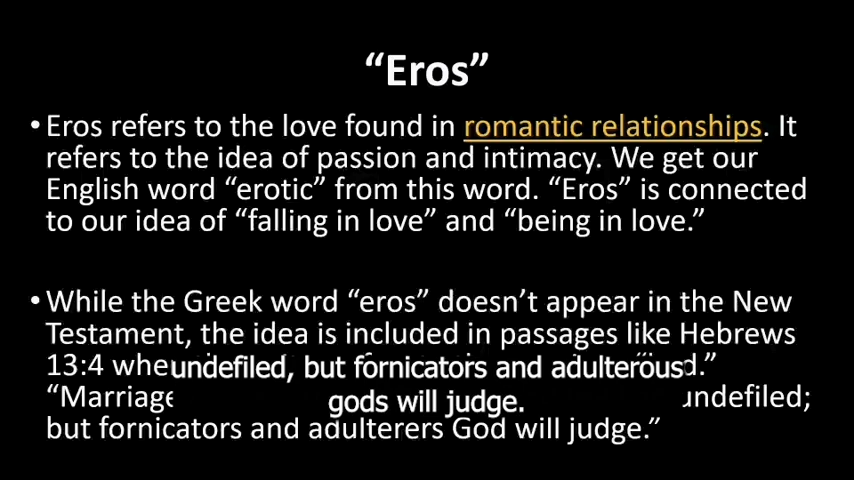 “Eros”
• Eros refers to the love found in romantic relationships. It
refers to the idea of passion and intimacy. We get our
English word “erotic” from this word. “Eros” is connected
to our idea of “falling in love” and “being in love.”
• While the Greek word “eros” doesn’t appear in the New
Testament, the idea is included in passages like Hebrews
13:4
undefiled, but fornicators and adulterous
“Marriage undefiled;
gods will judge.
but fornicators and adulterers God will judge.”